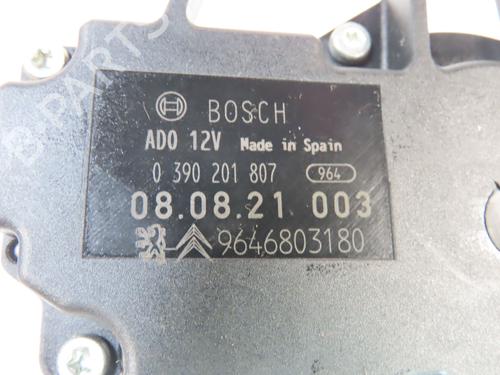 BOSCH
ADO 12V Made in Spain
0 390 201 807 964
08.08.21 003
9646803180
B-PARTS